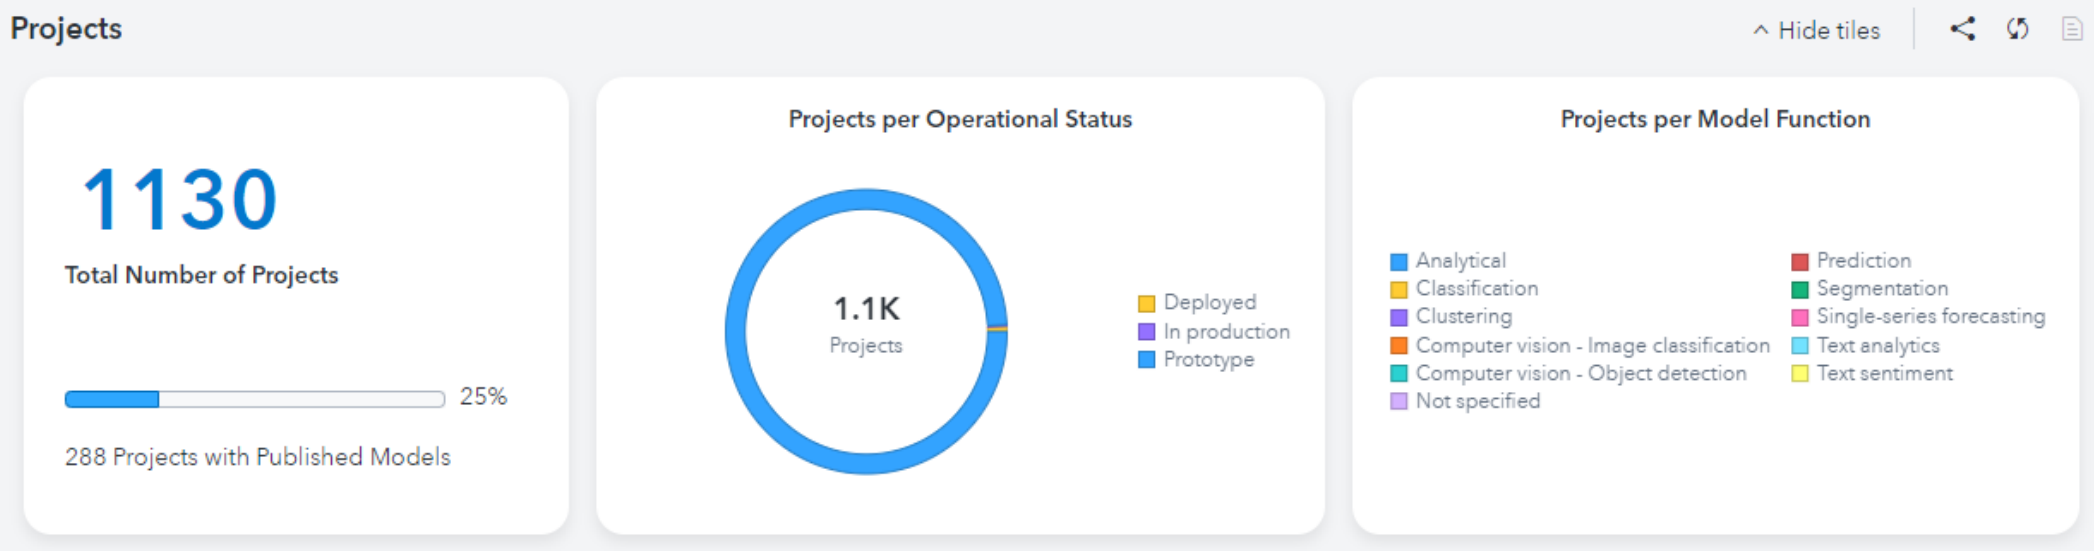 Projects
Hide tiles
1130
Total Number of Projects
25%
288 Projects with Published Models
Projects per Operational Status
1.1K
Projects
Deployed
In production
Prototype
Projects per Model Function
Analytical
Classification
Clustering
Computer vision - Image classification
Computer vision - Object detection
Not specified
Prediction
Segmentation
Single-series forecasting
Text analytics
Text sentiment